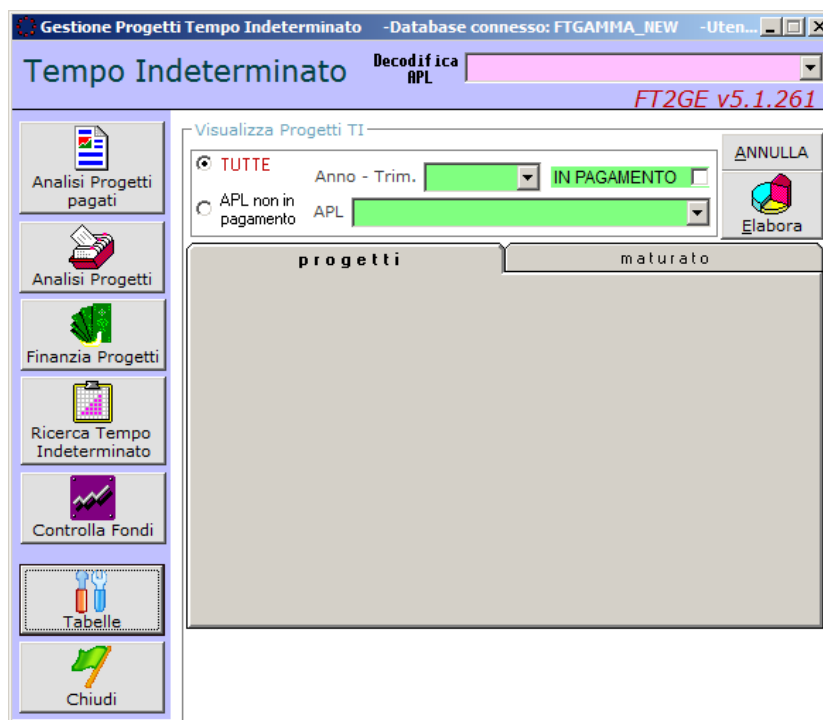 Gestione Progetti Tempo Indeterminato -Database connesso: FTGAMMA_NEW -Uten...
Tempo Indeterminato
Decodifica
APL
FT2GE v5.1.261
Analisi Progetti
pagati
Analisi Progetti
Finanzia Progetti
Ricerca Tempo
Indeterminato
Controlla Fondi
Tabelle
Chiudi
Visualizza Progetti TI
TUTTE
Anno - Trim.
IN PAGAMENTO
APL non in
pagamento
APL
ANNULLA
Elabora
progetti
maturato